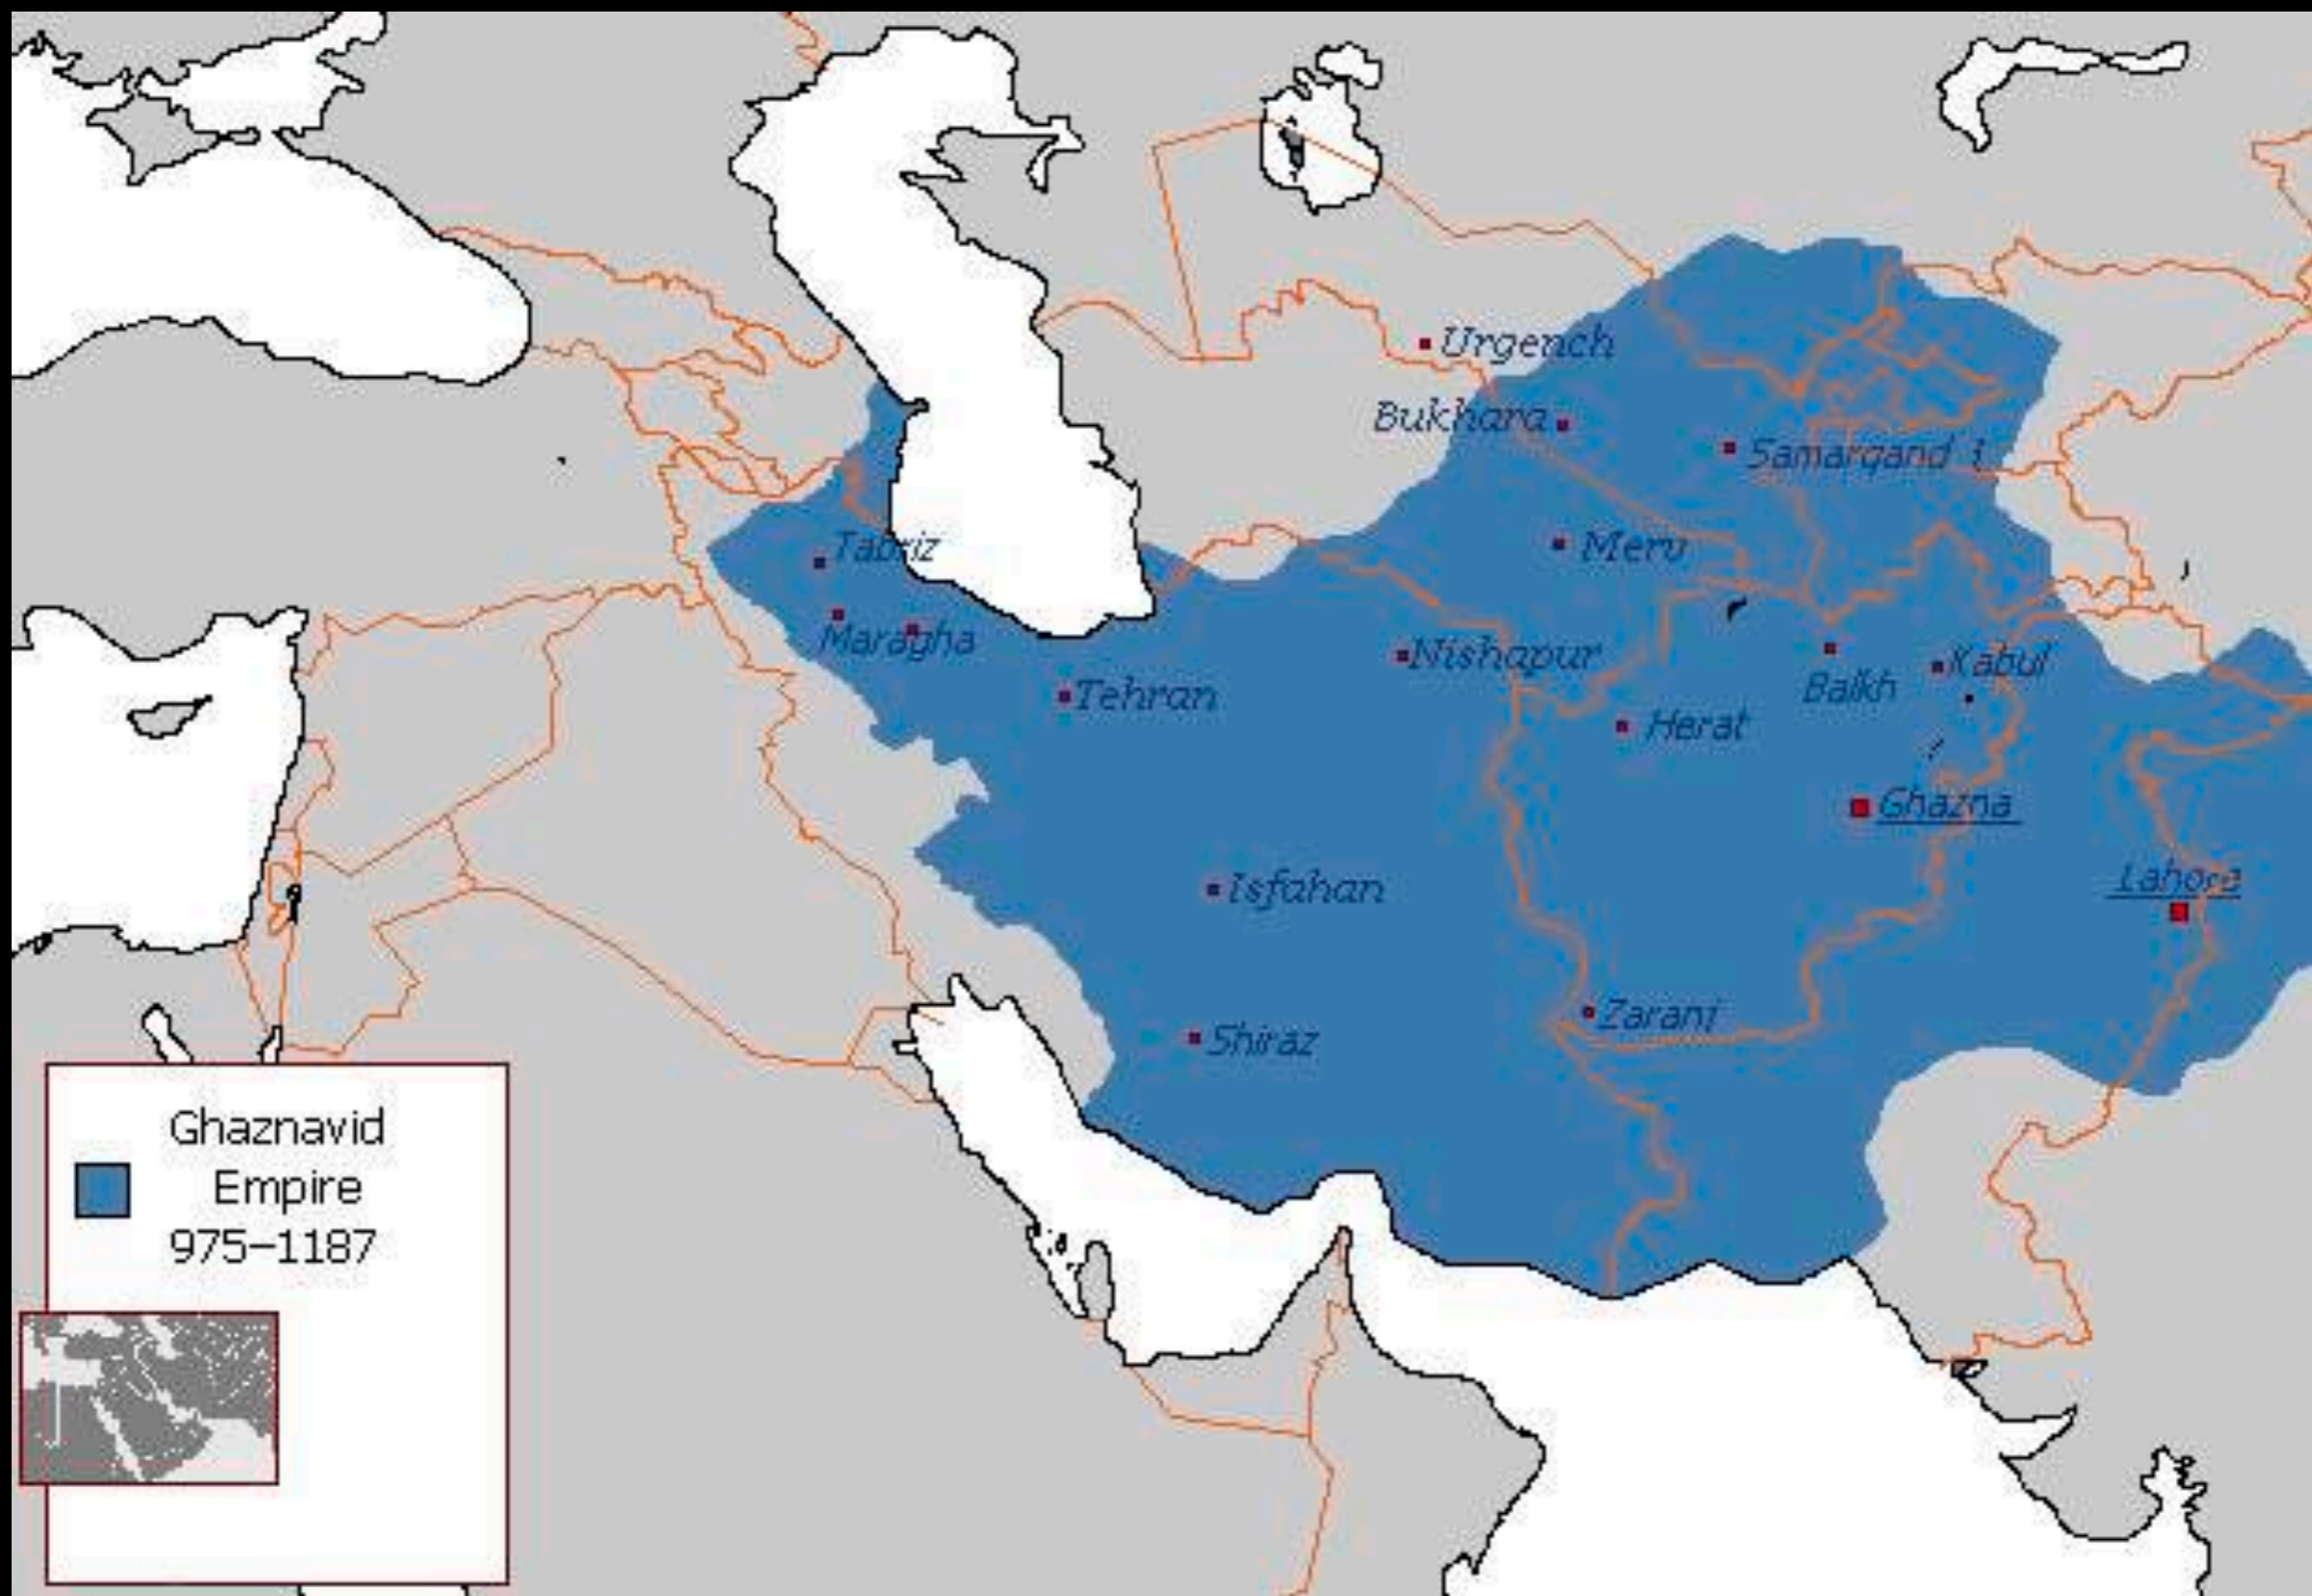 Urgench
Bukhara
Samarqand
Tabriz
Merv
Maragha
Nishapur
Kabul
Tehran
Balkh
Herat
Ghazna
Isfahan
Lahore
Zaranj
Shiraz
Ghaznavid
Empire
975-1187